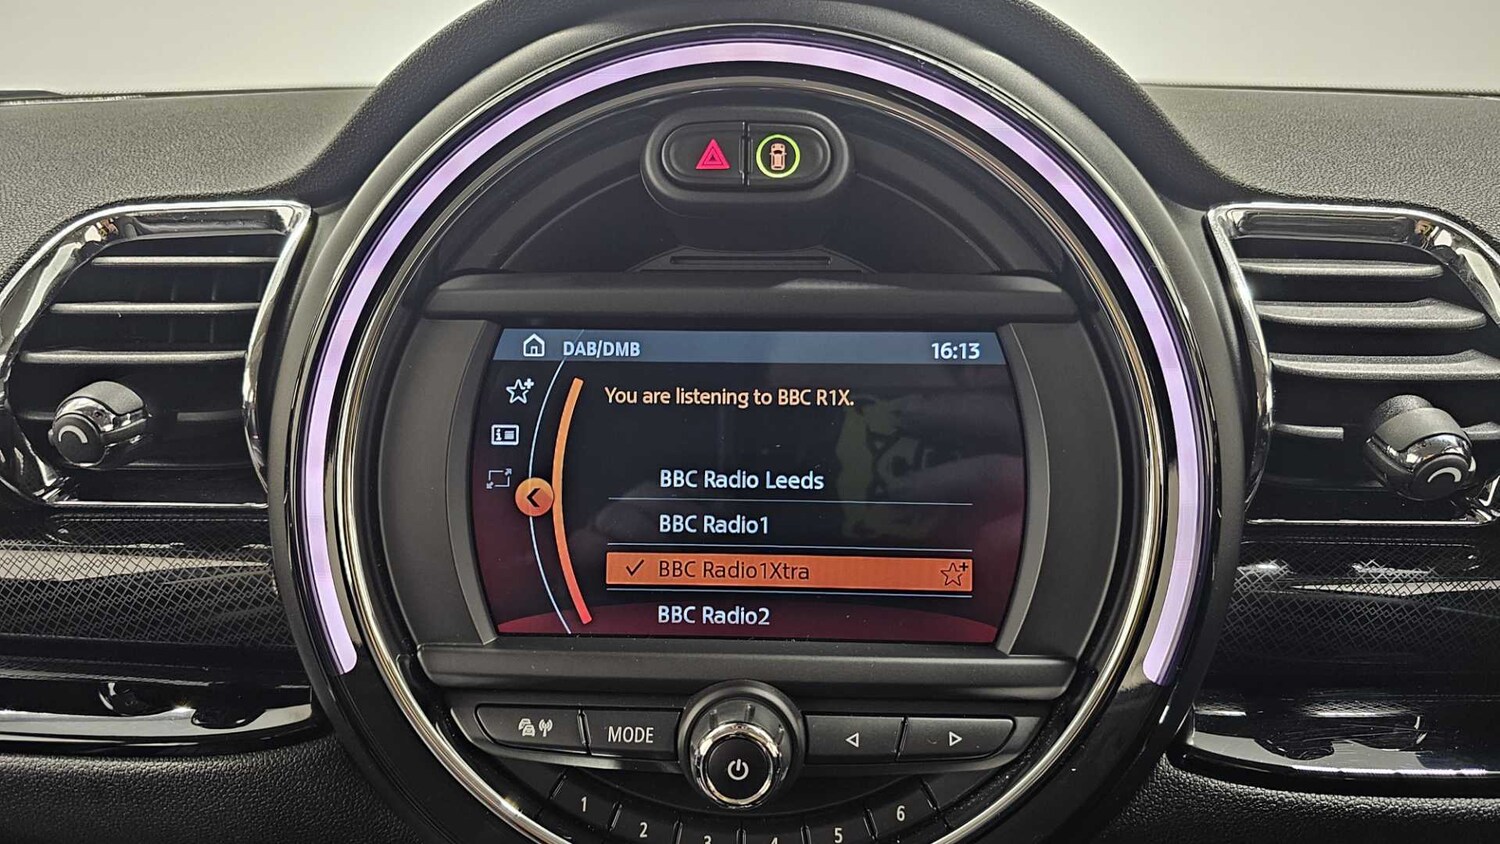 DAB/DMB 16:13
You are listening to BBC R1X.
BBC Radio Leeds
BBC Radio1
BBC Radio1Xtra
BBC Radio2
MODE
1 2 3 4 5 6